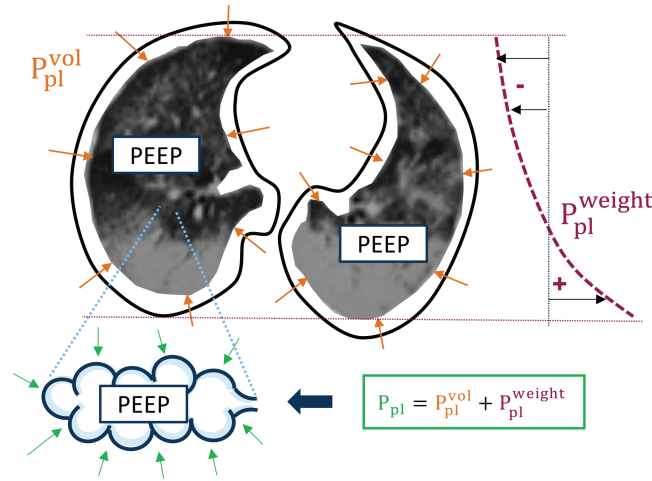 P_pl^vol
PEEP
-
P_pl^weight
PEEP
+
PEEP
P_pl = P_pl^vol + P_pl^weight